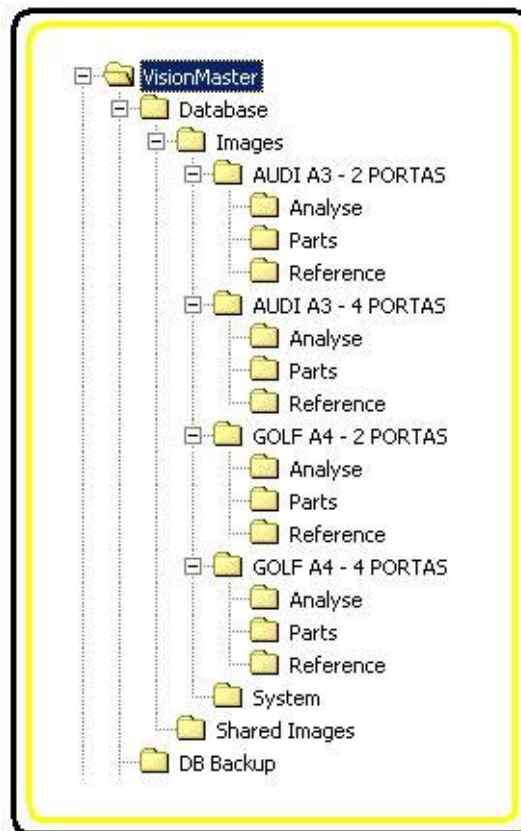 VisionMaster
Database
Images
AUDI A3 - 2 PORTAS
Analyse
Parts
Reference
AUDI A3 - 4 PORTAS
Analyse
Parts
Reference
GOLF A4 - 2 PORTAS
Analyse
Parts
Reference
GOLF A4 - 4 PORTAS
Analyse
Parts
Reference
System
Shared Images
DB Backup